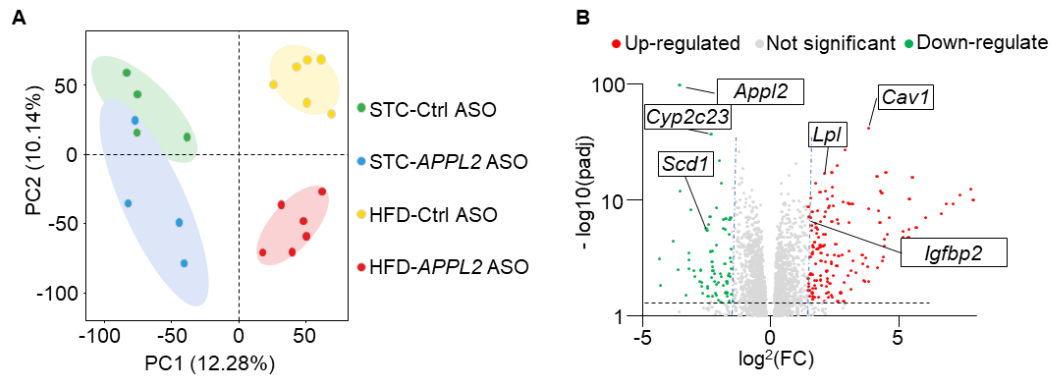 A
PC2 (10.14%)
50
0
-50
-100
-100
-50
0
50
PC1 (12.28%)
STC-Ctrl ASO
STC-APPL2 ASO
HFD-Ctrl ASO
HFD-APPL2 ASO
B
Up-regulated Not significant Down-regulate
- log10(padj)
100
10
1
-5
0
5
log²(FC)
Appl2
Cav1
Cyp2c23
Lpl
Scd1
Igfbp2